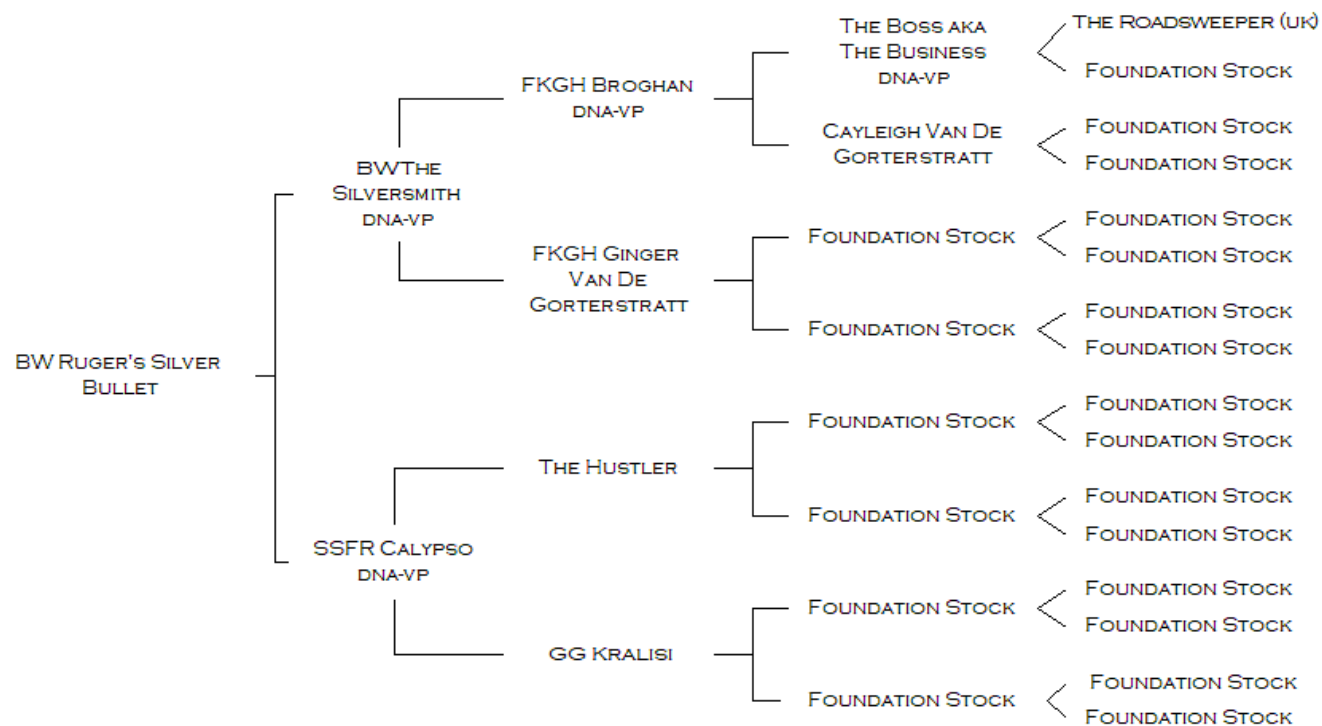 The Boss aka
The Business
DNA-VP
The Roadsweeper (UK)
Foundation Stock
FKGH Broghan
DNA-VP
Cayleigh Van De
Gorterstratt
Foundation Stock
Foundation Stock
BWThe
Silversmith
DNA-VP
FKGH Ginger
Van De
Gorterstratt
Foundation Stock
Foundation Stock
Foundation Stock
Foundation Stock
Foundation Stock
Foundation Stock
BW Ruger's Silver
Bullet
The Hustler
Foundation Stock
Foundation Stock
Foundation Stock
Foundation Stock
Foundation Stock
Foundation Stock
SSFR Calypso
DNA-VP
GG Kralisi
Foundation Stock
Foundation Stock
Foundation Stock
Foundation Stock
Foundation Stock
Foundation Stock